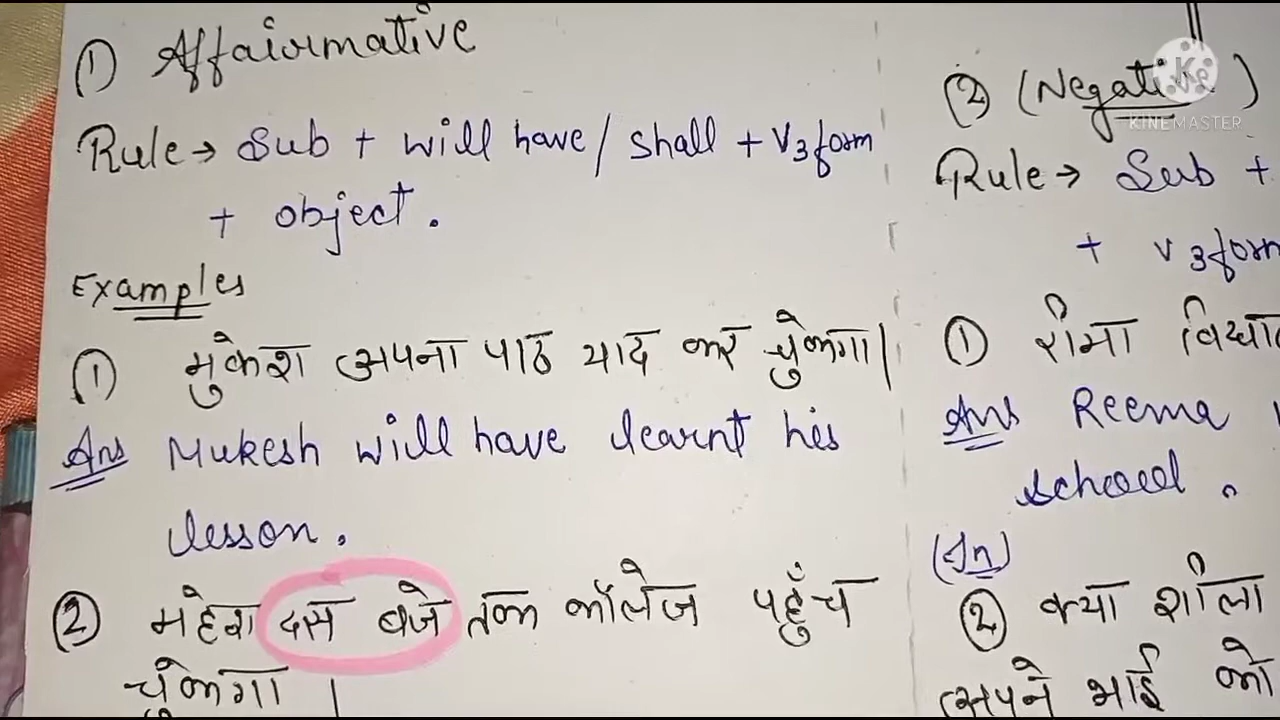 ① Affairmative
Rule → Sub + will have / shall + V3 form
+ object.
Examples
① मुकेश अपना पाठ याद कर चुकेगा।
Ans Mukesh will have learnt his
lesson.
② महेश दस बजे तक कॉलेज पहुँच
चुकेगा।
② (Negative)
Rule → Sub +
+ V3 form
① रीमा
Ans Reema
school.
(In)
② क्या शीला
अपने भाई को
KINEMASTER